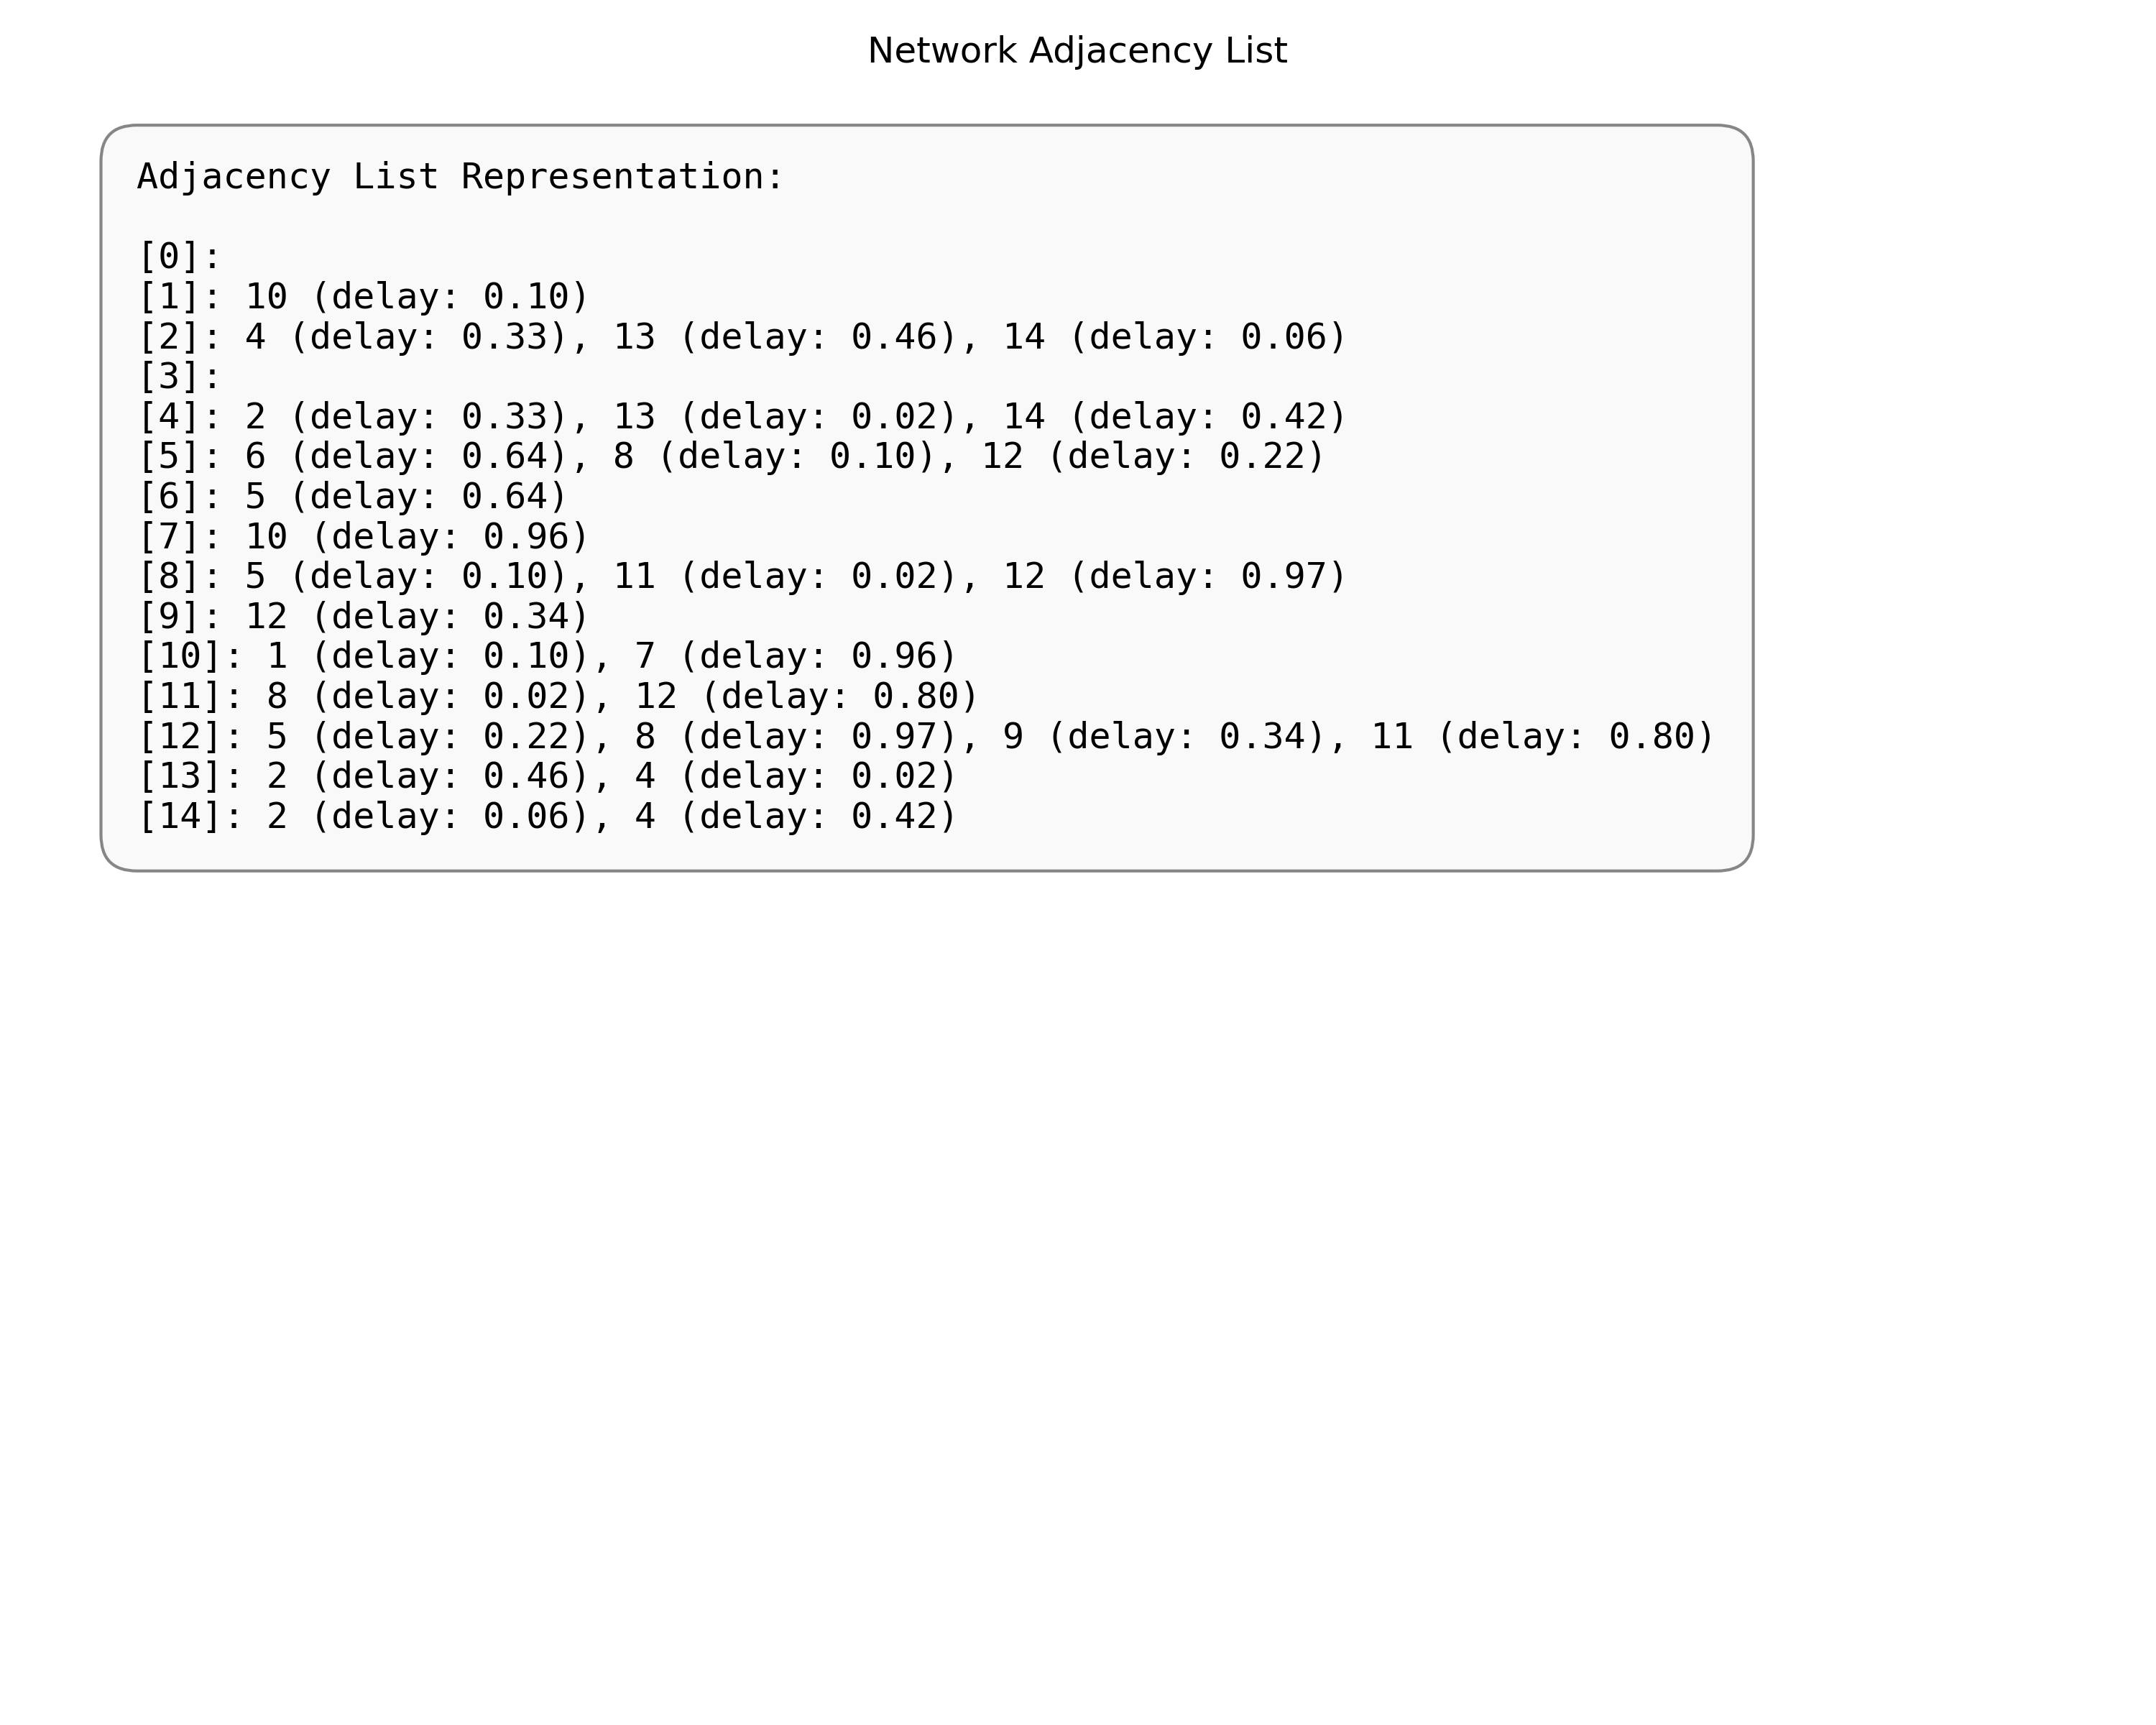 Network Adjacency List
Adjacency List Representation:
[0]:
[1]: 10 (delay: 0.10)
[2]: 4 (delay: 0.33), 13 (delay: 0.46), 14 (delay: 0.06)
[3]:
[4]: 2 (delay: 0.33), 13 (delay: 0.02), 14 (delay: 0.42)
[5]: 6 (delay: 0.64), 8 (delay: 0.10), 12 (delay: 0.22)
[6]: 5 (delay: 0.64)
[7]: 10 (delay: 0.96)
[8]: 5 (delay: 0.10), 11 (delay: 0.02), 12 (delay: 0.97)
[9]: 12 (delay: 0.34)
[10]: 1 (delay: 0.10), 7 (delay: 0.96)
[11]: 8 (delay: 0.02), 12 (delay: 0.80)
[12]: 5 (delay: 0.22), 8 (delay: 0.97), 9 (delay: 0.34), 11 (delay: 0.80)
[13]: 2 (delay: 0.46), 4 (delay: 0.02)
[14]: 2 (delay: 0.06), 4 (delay: 0.42)